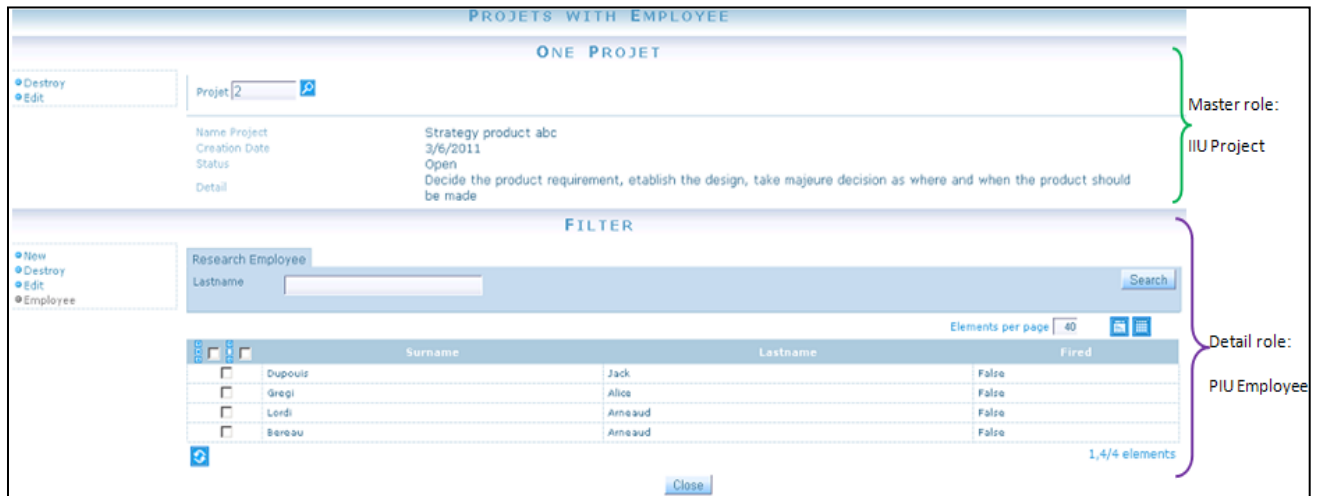 PROJETS WITH EMPLOYEE
ONE PROJET
Destroy
Edit
Projet 2
Name Project Strategy product abc
Creation Date 3/6/2011
Status Open
Detail Decide the product requirement, etablish the design, take majeure decision as where and when the product should
be made
Master role:
IIU Project
FILTER
New
Destroy
Edit
Employee
Research Employee
Lastname
Search
Elements per page 40
Surname Lastname Fired
Dupouis Jack False
Gregi Alice False
Lordi Arneaud False
Bereau Arneaud False
1,4/4 elements
Close
Detail role:
PIU Employee